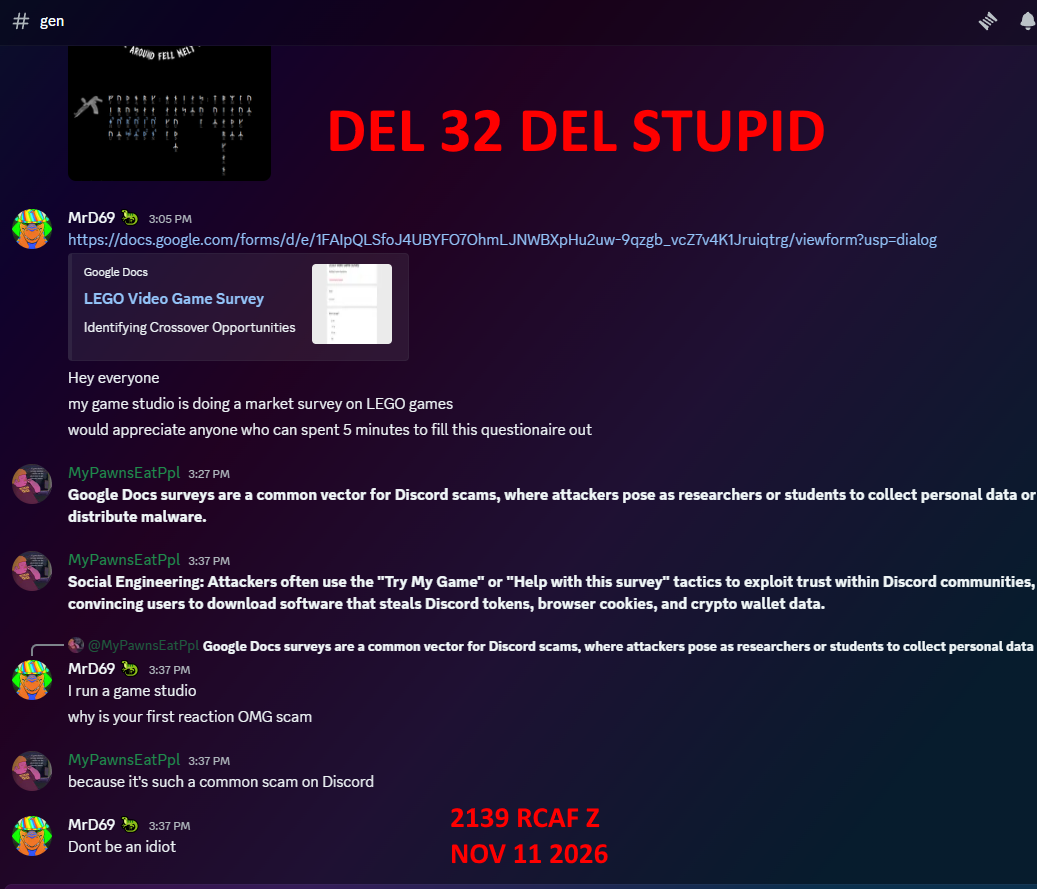 # gen
AROUND FELL MELT
DEL 32 DEL STUPID
MrD69 3:05 PM
https://docs.google.com/forms/d/e/1FAIpQLSfoJ4UBYFO7OhmLJNWBXpHu2uw-9qzgb_vcZ7v4K1Jruiqtrg/viewform?usp=dialog
Google Docs
LEGO Video Game Survey
Identifying Crossover Opportunities
Hey everyone
my game studio is doing a market survey on LEGO games
would appreciate anyone who can spent 5 minutes to fill this questionaire out
MyPawnsEatPpl 3:27 PM
Google Docs surveys are a common vector for Discord scams, where attackers pose as researchers or students to collect personal data or
distribute malware.
MyPawnsEatPpl 3:37 PM
Social Engineering: Attackers often use the "Try My Game" or "Help with this survey" tactics to exploit trust within Discord communities,
convincing users to download software that steals Discord tokens, browser cookies, and crypto wallet data.
@MyPawnsEatPpl Google Docs surveys are a common vector for Discord scams, where attackers pose as researchers or students to collect personal data
MrD69 3:37 PM
I run a game studio
why is your first reaction OMG scam
MyPawnsEatPpl 3:37 PM
because it's such a common scam on Discord
MrD69 3:37 PM
Dont be an idiot
2139 RCAF Z
NOV 11 2026